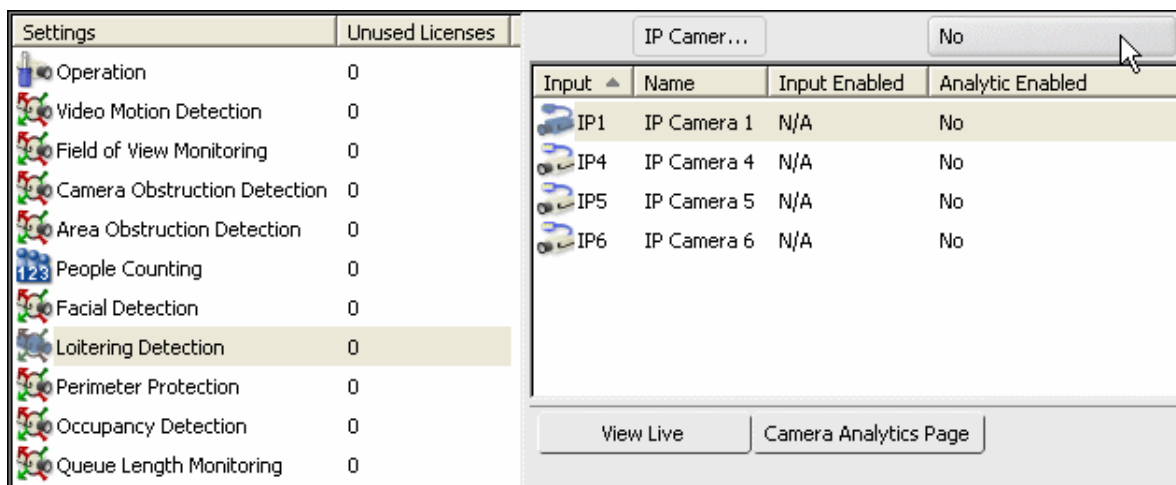 Settings Unused Licenses
Operation 0
Video Motion Detection 0
Field of View Monitoring 0
Camera Obstruction Detection 0
Area Obstruction Detection 0
123 People Counting 0
Facial Detection 0
Loitering Detection 0
Perimeter Protection 0
Occupancy Detection 0
Queue Length Monitoring 0
IP Camer... No
Input Name Input Enabled Analytic Enabled
IP1 IP Camera 1 N/A No
IP4 IP Camera 4 N/A No
IP5 IP Camera 5 N/A No
IP6 IP Camera 6 N/A No
View Live Camera Analytics Page